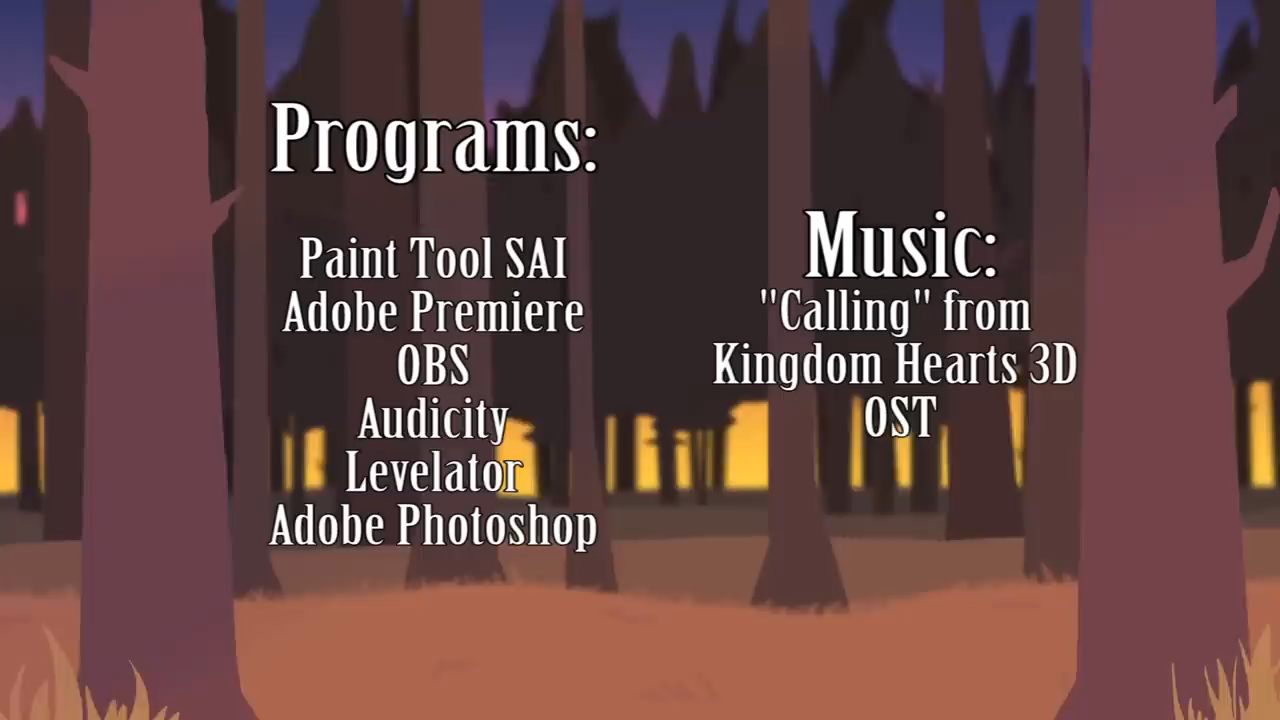 Programs:
Paint Tool SAI
Adobe Premiere
OBS
Audicity
Levelator
Adobe Photoshop
Music:
"Calling" from
Kingdom Hearts 3D
OST